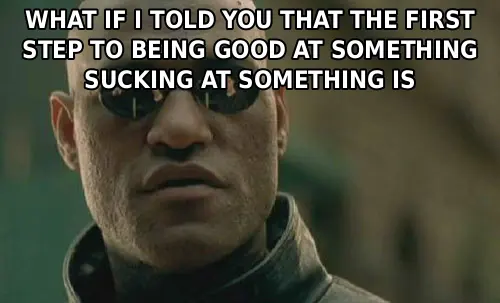 WHAT IF I TOLD YOU THAT THE FIRST
STEP TO BEING GOOD AT SOMETHING
SUCKING AT SOMETHING IS